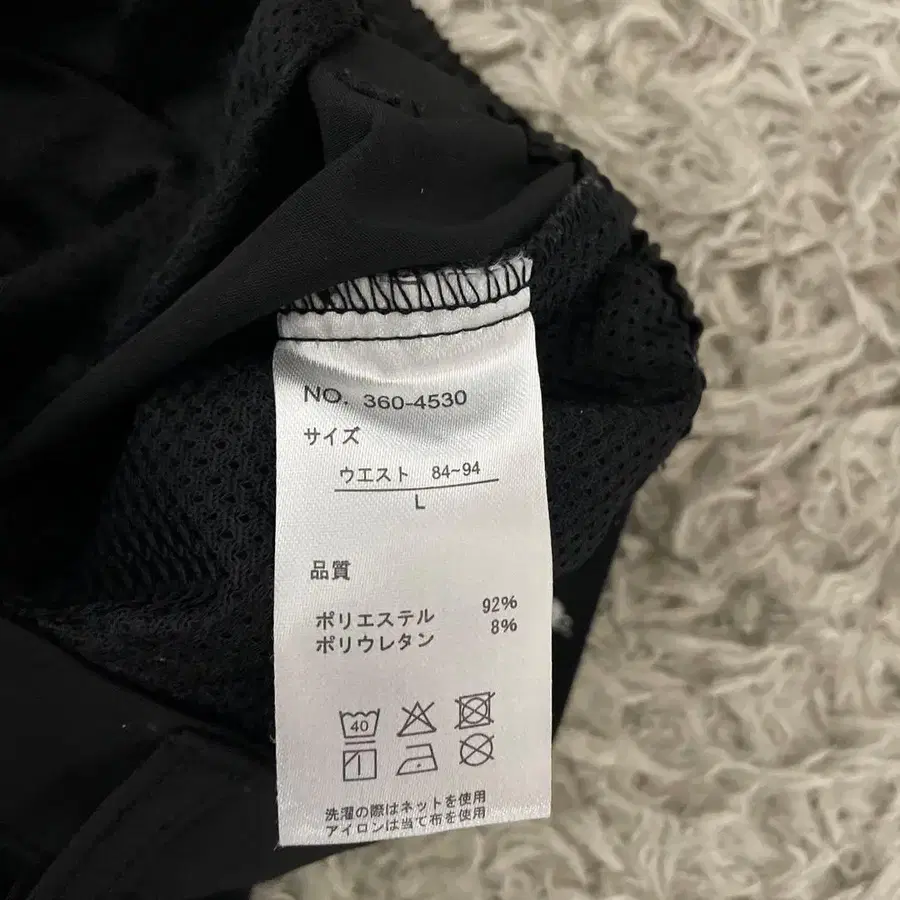 NO. 360-4530
サイズ
ウエスト 84~94
L
品質
ポリエステル 92%
ポリウレタン 8%
40
洗濯の際はネットを使用
アイロンは当て布を使用